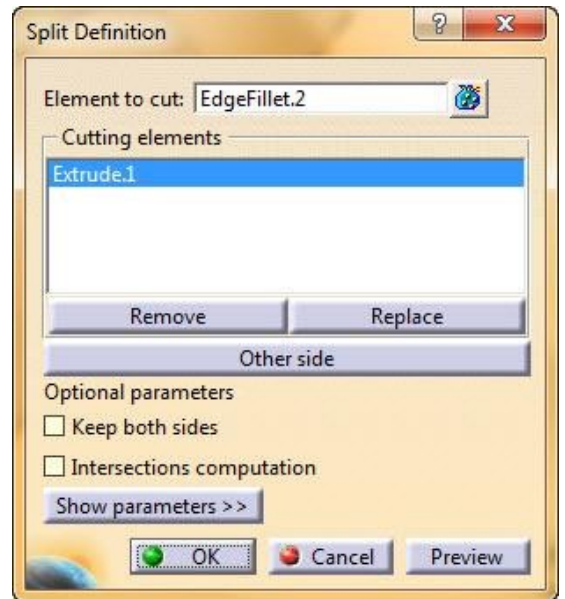 Split Definition
?
X
Element to cut: EdgeFillet.2
Cutting elements
Extrude.1
Remove Replace
Other side
Optional parameters
Keep both sides
Intersections computation
Show parameters >>
OK Cancel Preview